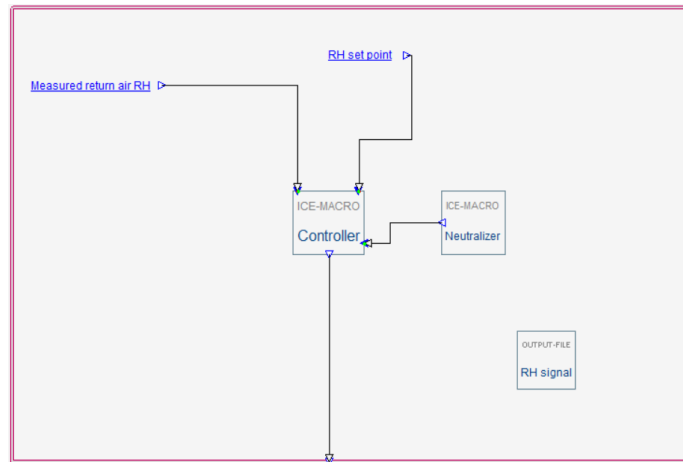 RH set point
Measured return air RH
ICE-MACRO
Controller
ICE-MACRO
Neutralizer
OUTPUT-FILE
RH signal